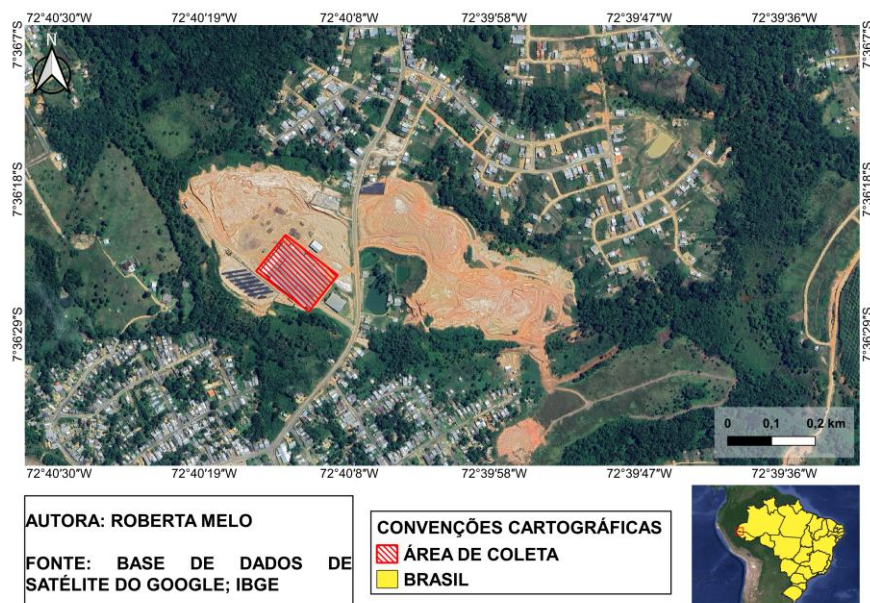 72°40'30"W 72°40'19"W 72°40'8"W 72°39'58"W 72°39'47"W 72°39'36"W
7°36'7"S 7°36'7"S
N
7°36'18"S 7°36'18"S
7°36'29"S 7°36'29"S
0 0,1 0,2 km
72°40'30"W 72°40'19"W 72°40'8"W 72°39'58"W 72°39'47"W 72°39'36"W
AUTORA: ROBERTA MELO
FONTE: BASE DE DADOS DE
SATÉLITE DO GOOGLE; IBGE
CONVENÇÕES CARTOGRÁFICAS
ÁREA DE COLETA
BRASIL